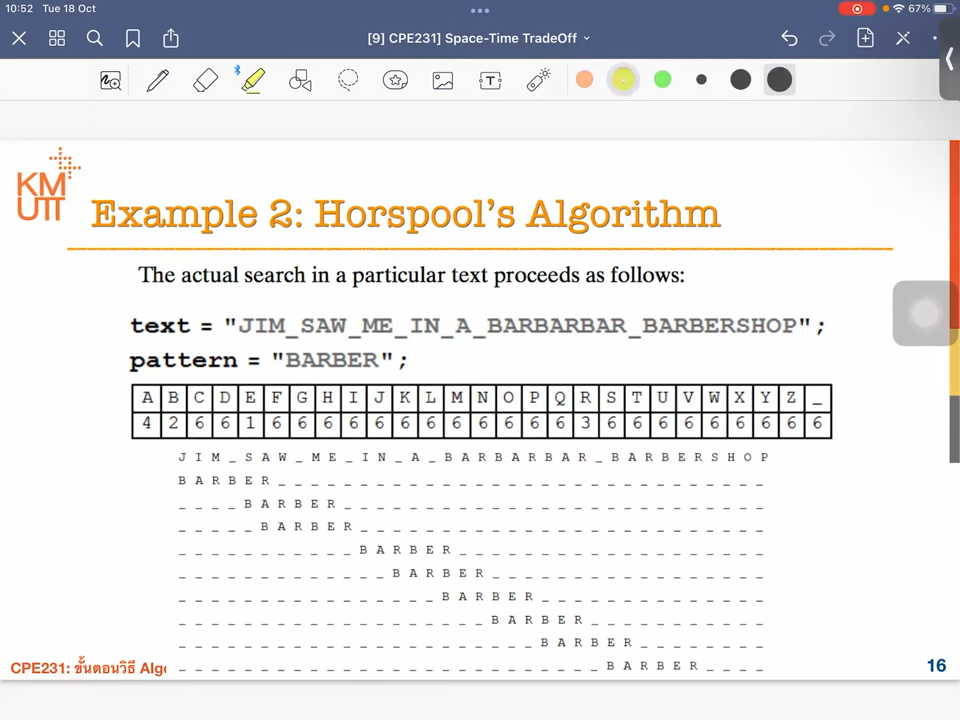 10:52 Tue 18 Oct 67%
[9] CPE231] Space-Time TradeOff
KM
UTT
Example 2: Horspool's Algorithm
The actual search in a particular text proceeds as follows:
text = "JIM_SAW_ME_IN_A_BARBARBAR_BARBERSHOP";
pattern = "BARBER";
A B C D E F G H I J K L M N O P Q R S T U V W X Y Z _
4 2 6 6 1 6 6 6 6 6 6 6 6 6 6 6 6 3 6 6 6 6 6 6 6 6 6
J I M _ S A W _ M E _ I N _ A _ B A R B A R B A R _ B A R B E R S H O P
B A R B E R _ _ _ _ _ _ _ _ _ _ _ _ _ _ _ _ _ _ _ _ _ _ _ _ _ _ _ _ _ _
_ _ _ _ B A R B E R _ _ _ _ _ _ _ _ _ _ _ _ _ _ _ _ _ _ _ _ _ _ _ _ _ _
_ _ _ _ _ B A R B E R _ _ _ _ _ _ _ _ _ _ _ _ _ _ _ _ _ _ _ _ _ _ _ _ _
_ _ _ _ _ _ _ _ _ _ _ B A R B E R _ _ _ _ _ _ _ _ _ _ _ _ _ _ _ _ _ _ _
_ _ _ _ _ _ _ _ _ _ _ _ _ B A R B E R _ _ _ _ _ _ _ _ _ _ _ _ _ _ _ _ _
_ _ _ _ _ _ _ _ _ _ _ _ _ _ _ _ B A R B E R _ _ _ _ _ _ _ _ _ _ _ _ _ _
_ _ _ _ _ _ _ _ _ _ _ _ _ _ _ _ _ _ _ B A R B E R _ _ _ _ _ _ _ _ _ _ _
_ _ _ _ _ _ _ _ _ _ _ _ _ _ _ _ _ _ _ _ _ _ B A R B E R _ _ _ _ _ _ _ _
_ _ _ _ _ _ _ _ _ _ _ _ _ _ _ _ _ _ _ _ _ _ _ _ _ _ B A R B E R _ _ _ _
CPE231: ขั้นตอนวิธี Algo
16